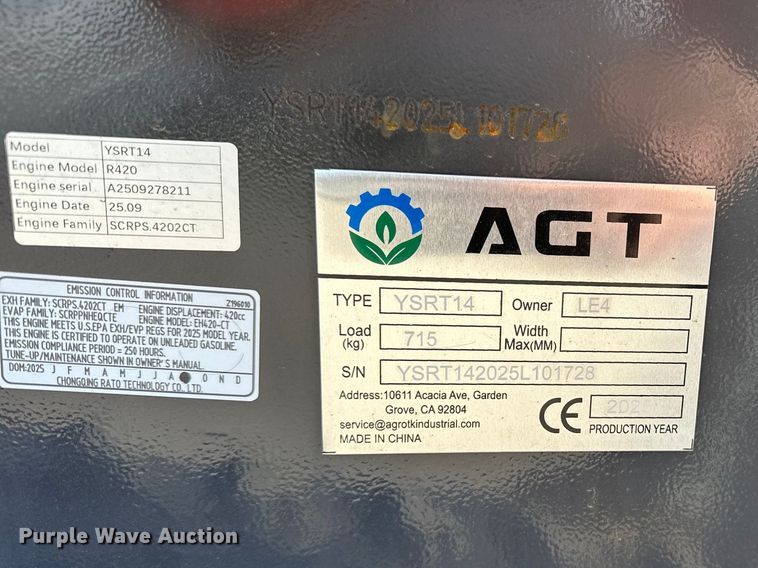 YSRT142025L101728
Model YSRT14
Engine Model R420
Engine serial A2509278211
Engine Date 25.09
Engine Family SCRPS.4202CT
EMISSION CONTROL INFORMATION Z196010
EXH FAMILY: SCRPS.4202CT EM ENGINE DISPLACEMENT: 420cc
EVAP FAMILY: SCRPPNHEQCTE ENGINE MODEL: EH420-CT
THIS ENGINE MEETS U.S.EPA EXH/EVP REGS FOR 2025 MODEL YEAR.
THIS ENGINE IS CERTIFIED TO OPERATE ON UNLEADED GASOLINE.
EMISSION COMPLIANCE PERIOD = 250 HOURS.
TUNE-UP/MAINTENANCE SHOWN IN OWNER'S MANUAL.
DOM:2025 J F M A M J J A O N D
CHONGQING RATO TECHNOLOGY CO., LTD.
AGT
TYPE YSRT14 Owner LE4
Load (kg) 715 Width Max(MM)
S/N YSRT142025L101728
Address:10611 Acacia Ave, Garden
Grove, CA 92804
service@agrotkindustrial.com
MADE IN CHINA
CE
PRODUCTION YEAR
Purple Wave Auction